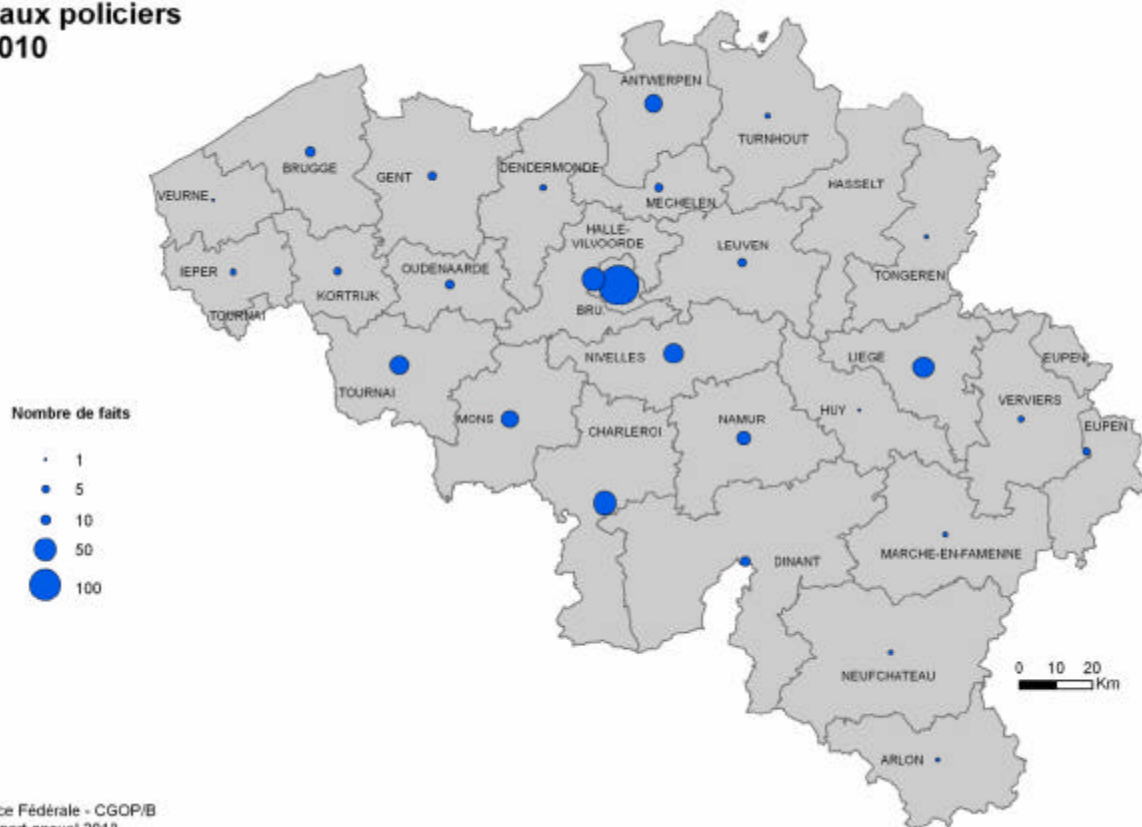 aux policiers
010
ANTWERPEN
TURNHOUT
BRUGGE
GENT
DENDERMONDE
HASSELT
VEURNE
MECHELEN
HALLE-
VILVOORDE
LEUVEN
IEPER
OUDENAARDE
TONGEREN
KORTRIJK
TOURNAI
BRU.
NIVELLES
LIEGE
EUPEN
TOURNAI
VERVIERS
Nombre de faits
MONS
CHARLEROI
NAMUR
HUY
EUPEN
1
5
10
50
100
MARCHE-EN-FAMENNE
DINANT
NEUFCHATEAU
0 10 20
Km
ARLON
ce Fédérale - CGOP/B